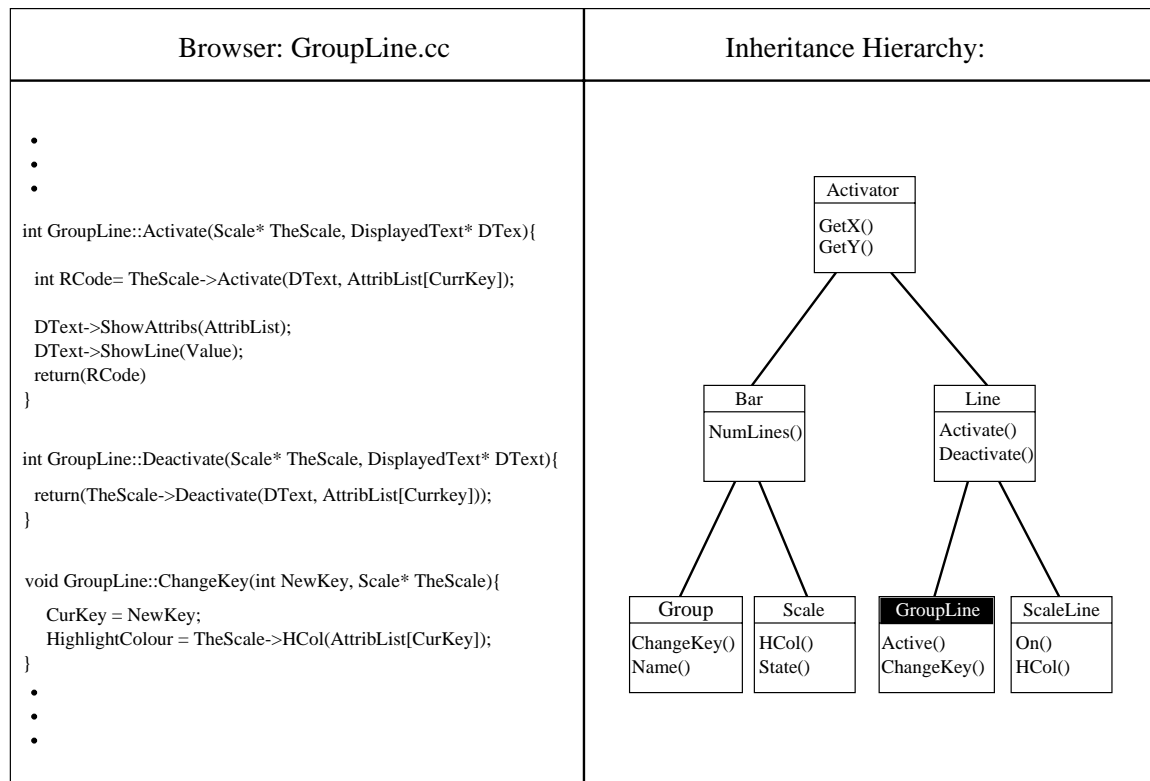 Browser: GroupLine.cc
int GroupLine::Activate(Scale* TheScale, DisplayedText* DTex){
int RCode= TheScale->Activate(DText, AttribList[CurrKey]);
DText->ShowAttribs(AttribList);
DText->ShowLine(Value);
return(RCode)
}
int GroupLine::Deactivate(Scale* TheScale, DisplayedText* DText){
return(TheScale->Deactivate(DText, AttribList[Currkey]));
}
void GroupLine::ChangeKey(int NewKey, Scale* TheScale){
CurKey = NewKey;
HighlightColour = TheScale->HCol(AttribList[CurKey]);
}
Inheritance Hierarchy:
Activator
GetX()
GetY()
Bar
NumLines()
Line
Activate()
Deactivate()
Group
ChangeKey()
Name()
Scale
HCol()
State()
GroupLine
Active()
ChangeKey()
ScaleLine
On()
HCol()